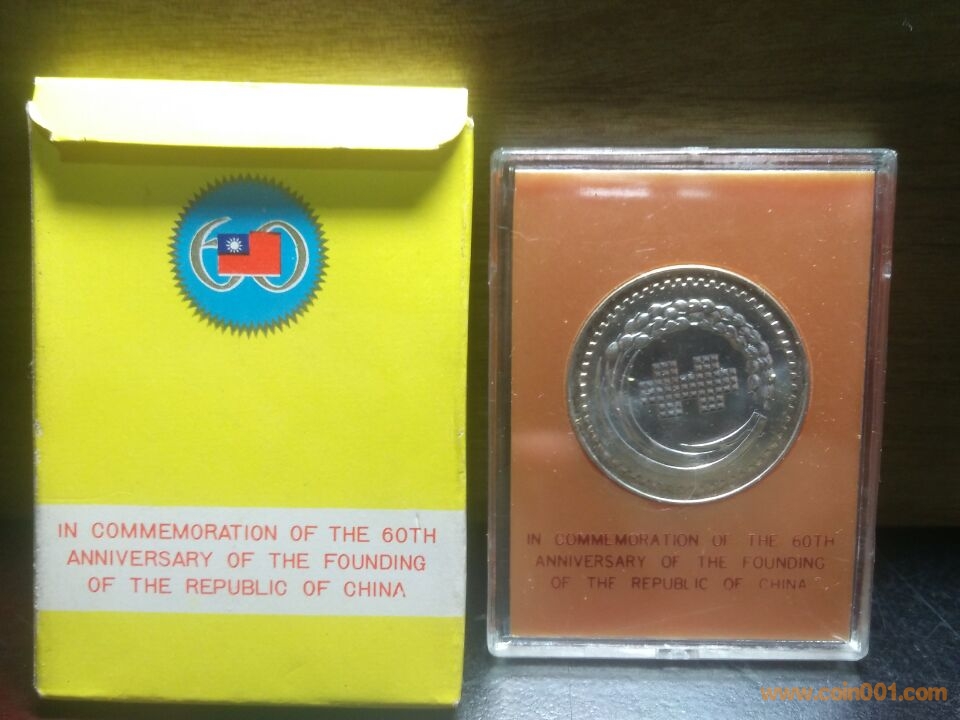 60
IN COMMEMORATION OF THE 60TH
ANNIVERSARY OF THE FOUNDING
OF THE REPUBLIC OF CHINA
IN COMMEMORATION OF THE 60TH
ANNIVERSARY OF THE FOUNDING
OF THE REPUBLIC OF CHINA
www.coin001.com